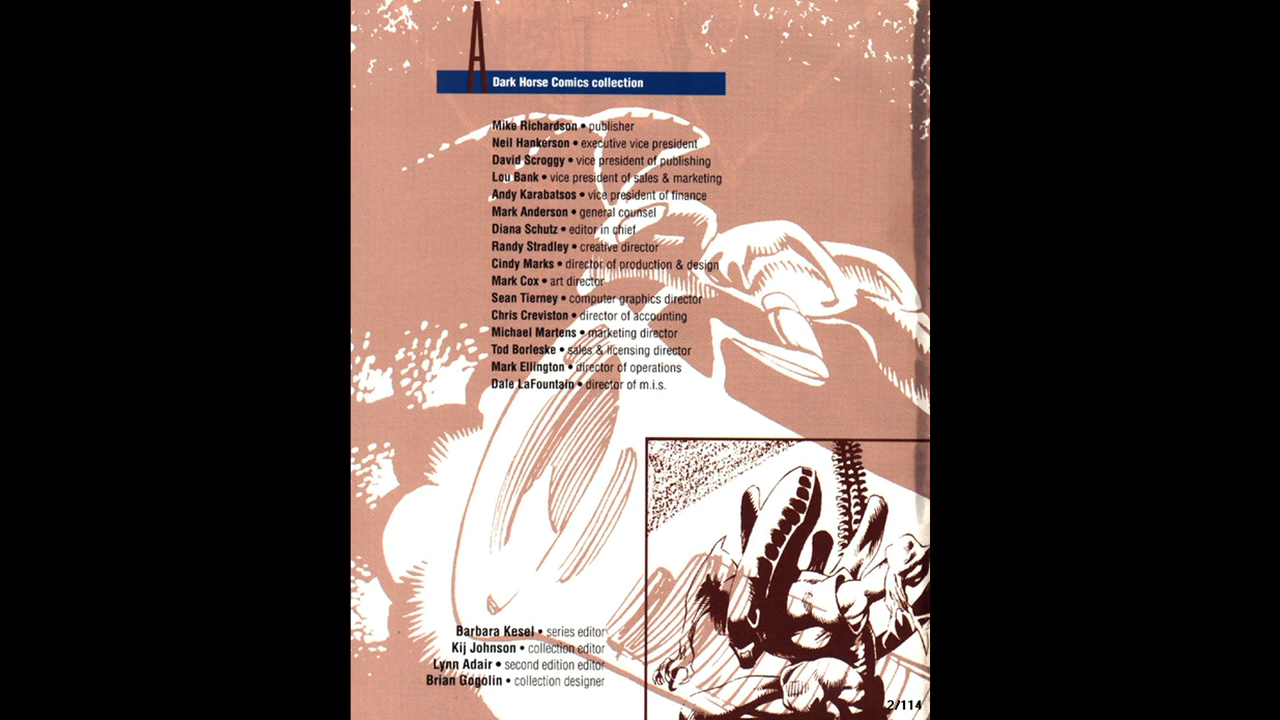 A
Dark Horse Comics collection
Mike Richardson • publisher
Neil Hankerson • executive vice president
David Scroggy • vice president of publishing
Lou Bank • vice president of sales & marketing
Andy Karabatsos • vice president of finance
Mark Anderson • general counsel
Diana Schutz • editor in chief
Randy Stradley • creative director
Cindy Marks • director of production & design
Mark Cox • art director
Sean Tierney • computer graphics director
Chris Creviston • director of accounting
Michael Martens • marketing director
Tod Borleske • sales & licensing director
Mark Ellington • director of operations
Dale LaFountain • director of m.i.s.
Barbara Kesel • series editor
Kij Johnson • collection editor
Lynn Adair • second edition editor
Brian Gogolin • collection designer
2/114